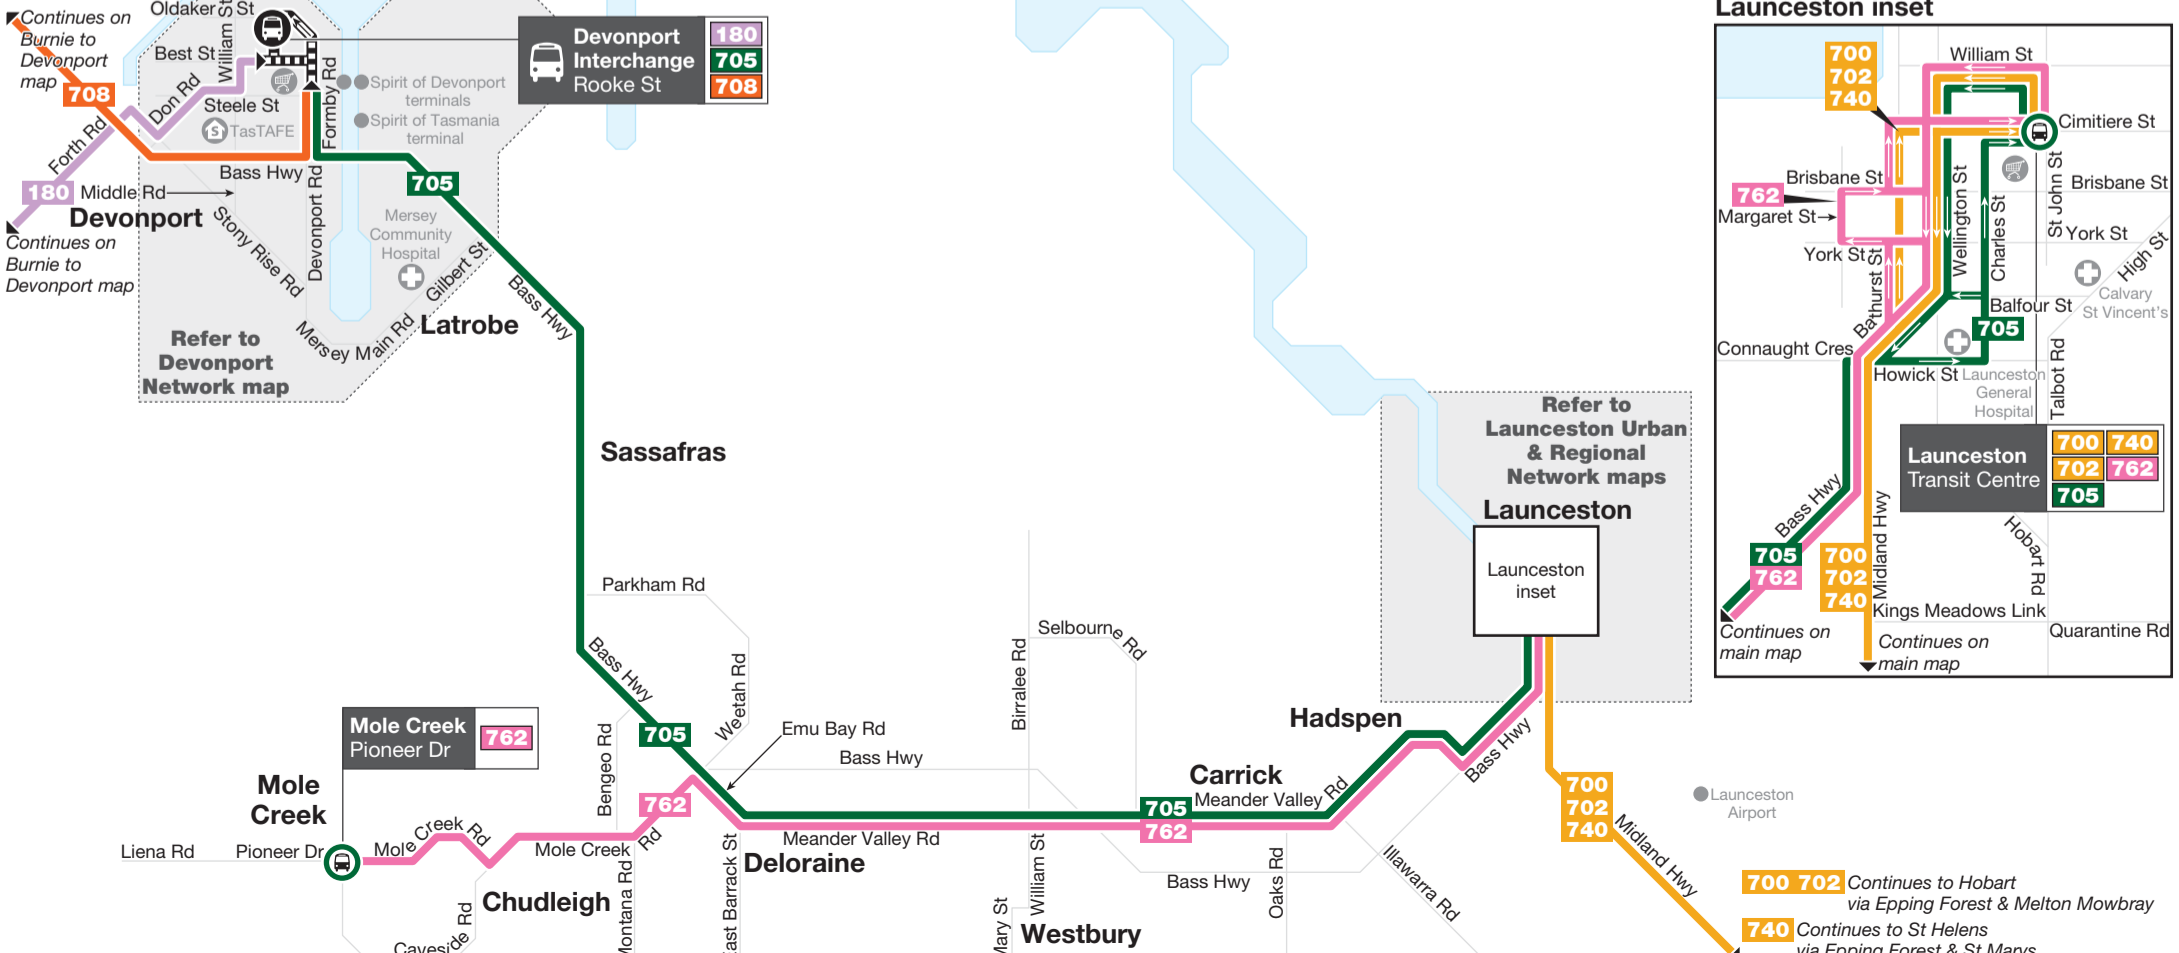 Continues on
Burnie to
Devonport
map
708
Oldaker St
Best St
William St
Don Rd
Steele St
TasTAFE
Forth Rd
Formby Rd
Bass Hwy
180
Middle Rd
Devonport
Continues on
Burnie to
Devonport map
Stony Rise Rd
Devonport Rd
Spirit of Devonport
terminals
Spirit of Tasmania
terminal
Devonport
Interchange
Rooke St
180
705
708
705
Mersey
Community
Hospital
Gilbert St
Bass Hwy
Latrobe
Mersey Main Rd
Refer to
Devonport
Network map
Sassafras
Parkham Rd
Bass Hwy
Weetah Rd
705
Emu Bay Rd
Bass Hwy
Bengeo Rd
762
Mole Creek
Pioneer Dr
762
Mole
Creek
Liena Rd
Pioneer Dr
Mole Creek Rd
Mole Creek Rd
Chudleigh
Caveside Rd
Montana Rd
East Barrack St
Deloraine
Meander Valley Rd
Birralee Rd
Selbourne Rd
William St
Mary St
Westbury
705
762
Carrick
Meander Valley Rd
Bass Hwy
Oaks Rd
Illawarra Rd
Hadspen
Bass Hwy
Refer to
Launceston Urban
& Regional
Network maps
Launceston
Launceston
inset
700
702
740
Midland Hwy
Launceston
Airport
700 702 Continues to Hobart
via Epping Forest & Melton Mowbray
740 Continues to St Helens
via Epping Forest & St Marys
Launceston inset
700
702
740
William St
Cimitiere St
Brisbane St
762
Margaret St
York St
Bathurst St
Wellington St
Charles St
St John St
Brisbane St
York St
High St
Calvary
St Vincent's
Balfour St
705
Connaught Cres
Howick St
Launceston
General
Hospital
Talbot Rd
Launceston
Transit Centre
700 740
702 762
705
Bass Hwy
705
762
Continues on
main map
Midland Hwy
700
702
740
Hobart Rd
Kings Meadows Link
Quarantine Rd
Continues on
main map